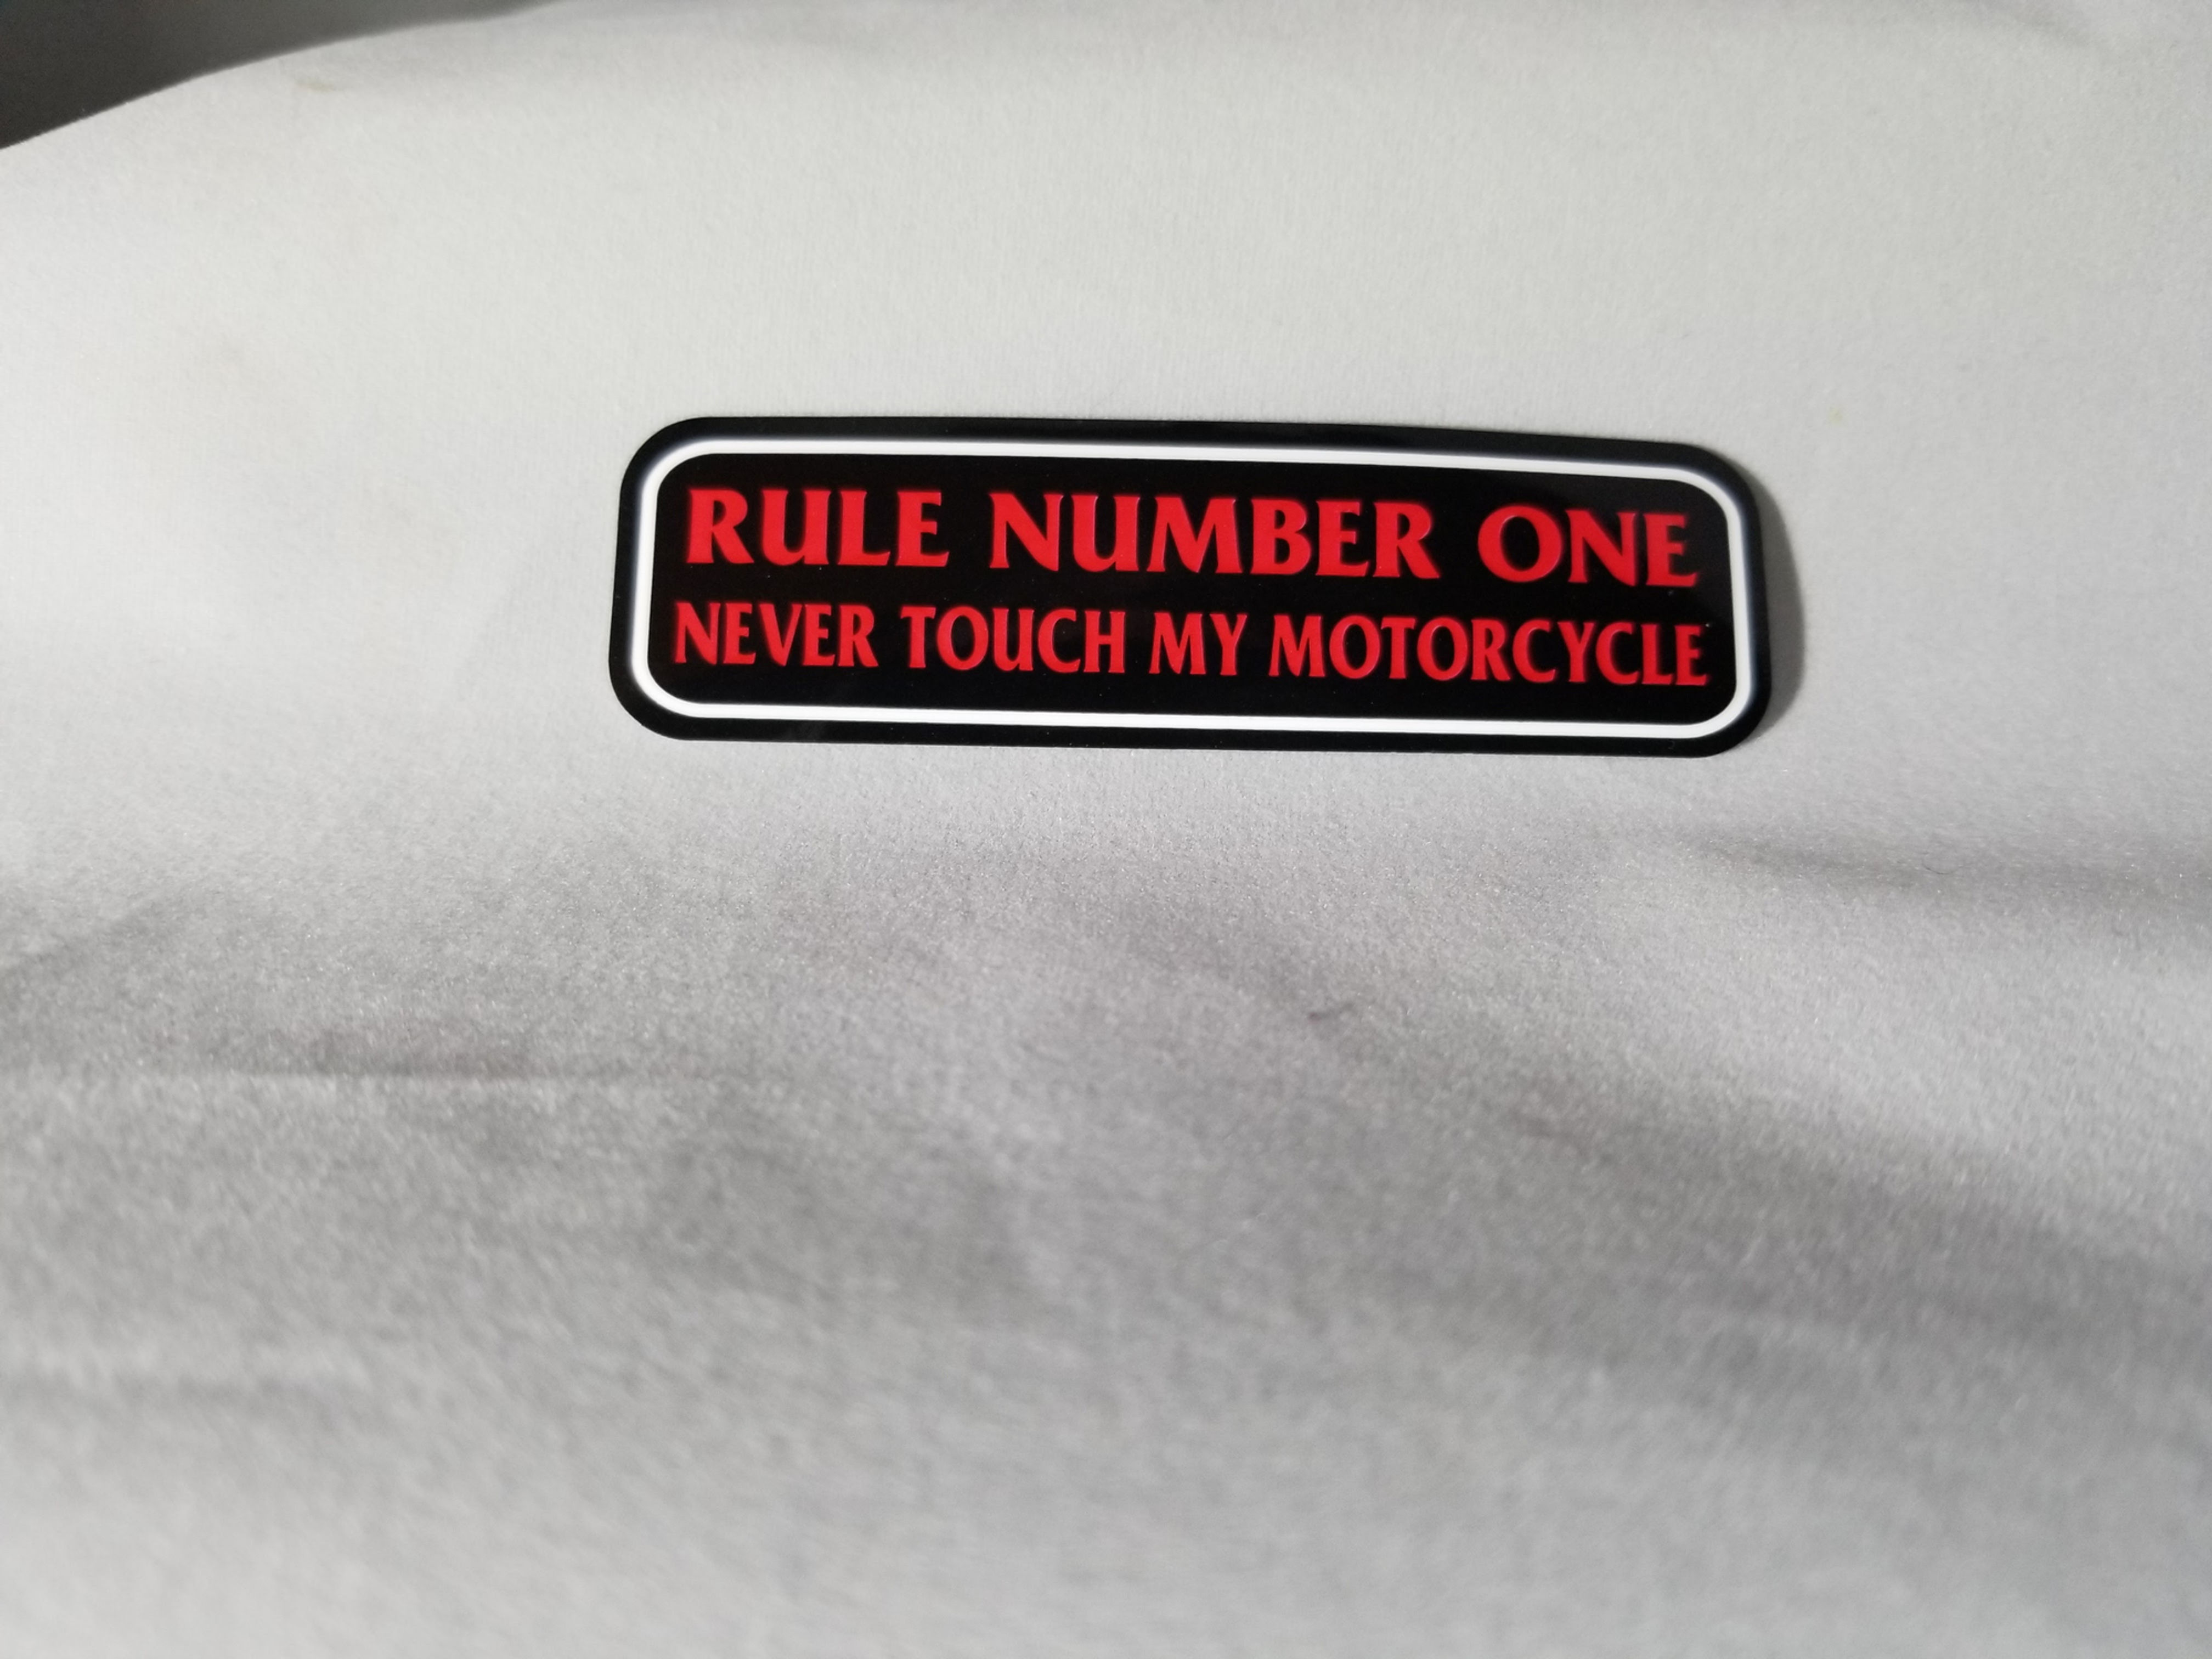 RULE NUMBER ONE
NEVER TOUCH MY MOTORCYCLE